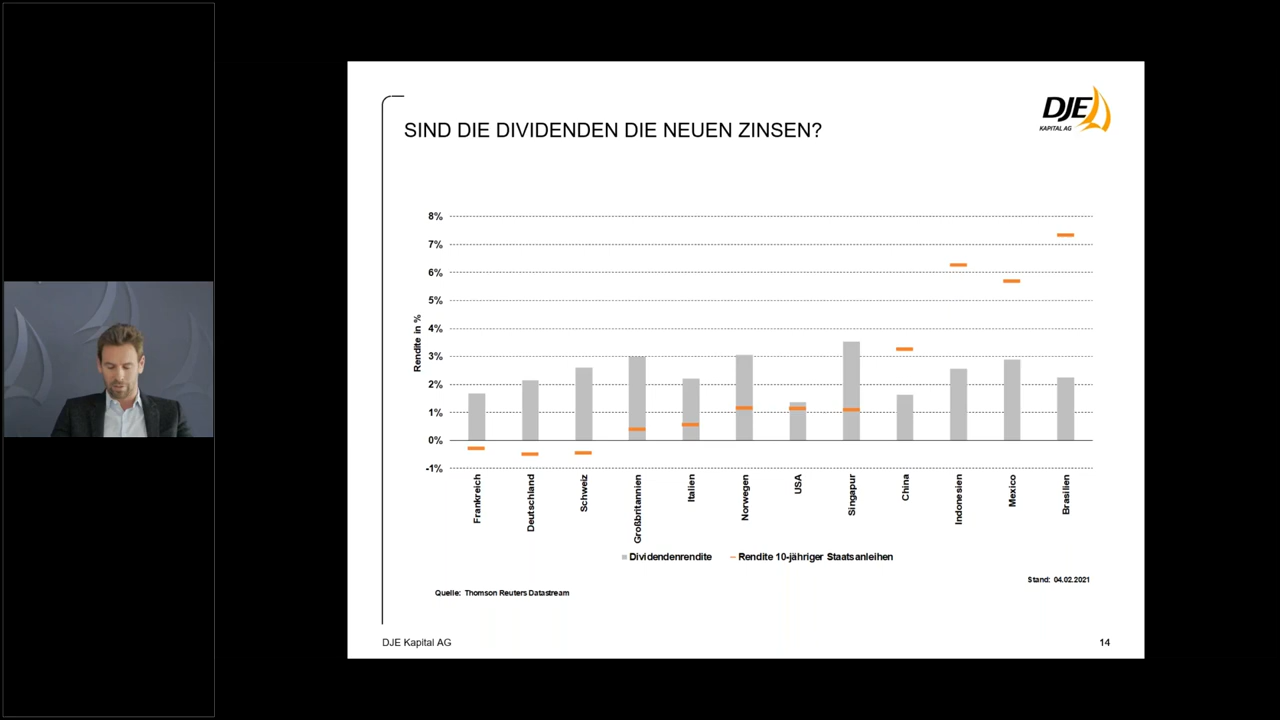 DJE
KAPITAL AG
SIND DIE DIVIDENDEN DIE NEUEN ZINSEN?
Rendite in %
8%
7%
6%
5%
4%
3%
2%
1%
0%
-1%
Frankreich
Deutschland
Schweiz
Großbritannien
Italien
Norwegen
USA
Singapur
China
Indonesien
Mexico
Brasilien
Dividendenrendite
Rendite 10-jähriger Staatsanleihen
Stand: 04.02.2021
Quelle: Thomson Reuters Datastream
DJE Kapital AG
14